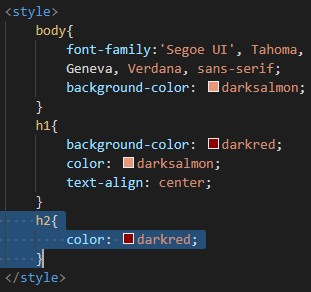 <style>
body{
font-family:'Segoe UI', Tahoma,
Geneva, Verdana, sans-serif;
background-color: darksalmon;
}
h1{
background-color: darkred;
color: darksalmon;
text-align: center;
}
h2{
color: darkred;
}
</style>